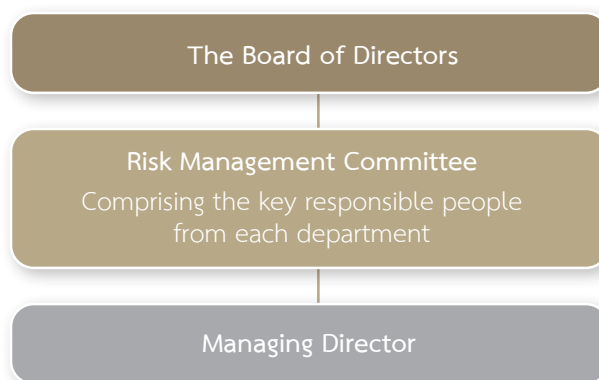 The Board of Directors
Risk Management Committee
Comprising the key responsible people
from each department
Managing Director